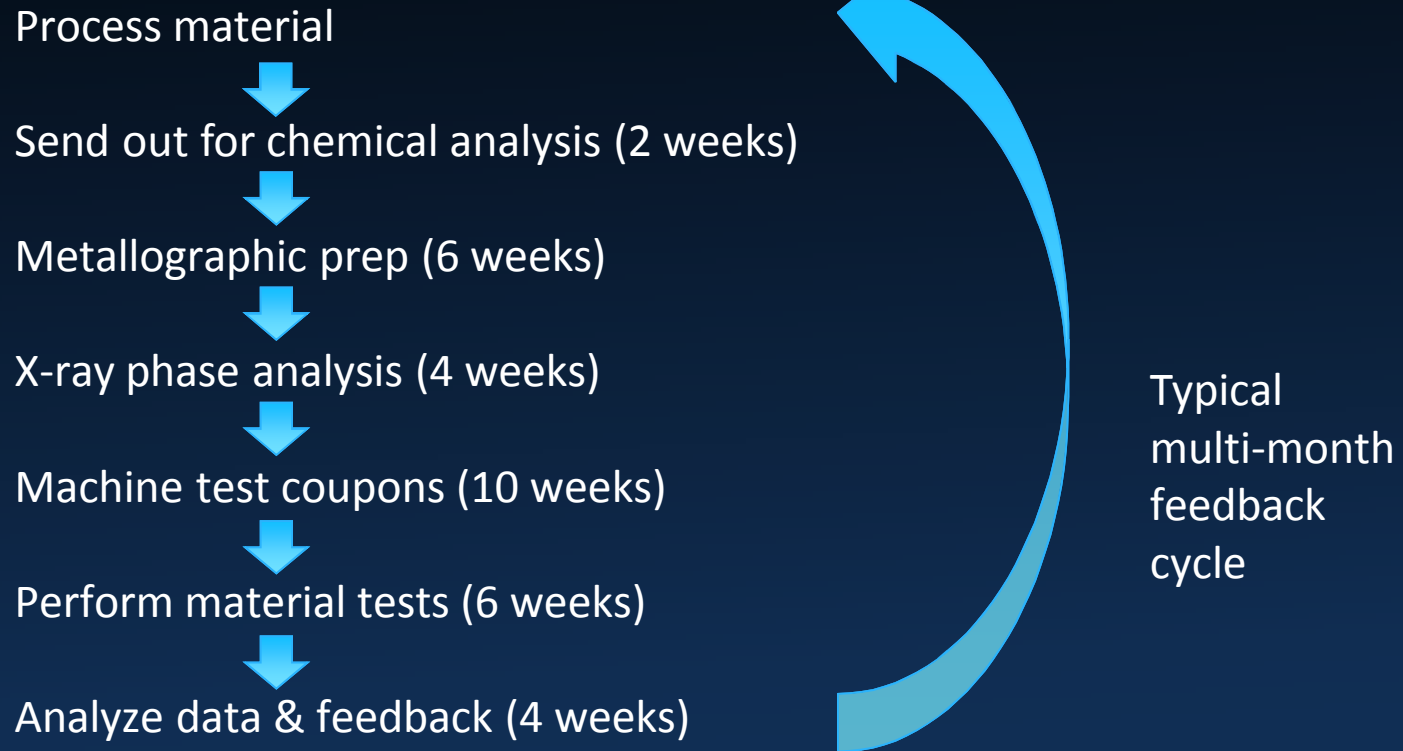 Process material
Send out for chemical analysis (2 weeks)
Metallographic prep (6 weeks)
X-ray phase analysis (4 weeks)
Machine test coupons (10 weeks)
Perform material tests (6 weeks)
Analyze data & feedback (4 weeks)
Typical
multi-month
feedback
cycle